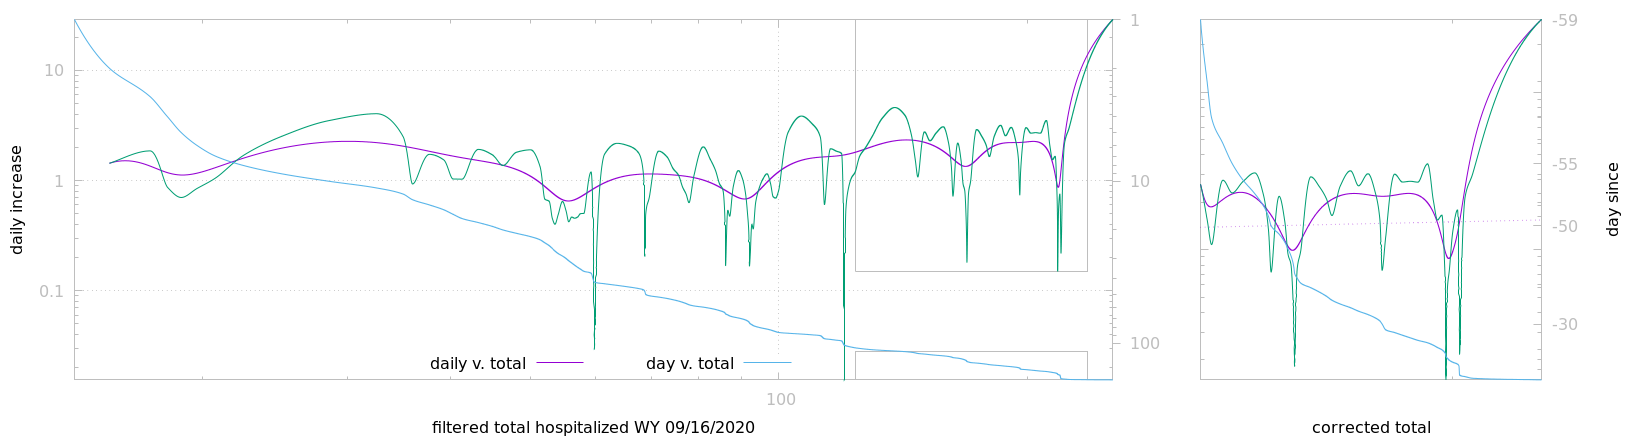 10
1
0.1
daily increase
1
10
100
daily v. total
day v. total
100
filtered total hospitalized WY 09/16/2020
-59
-55
-50
-30
day since
corrected total